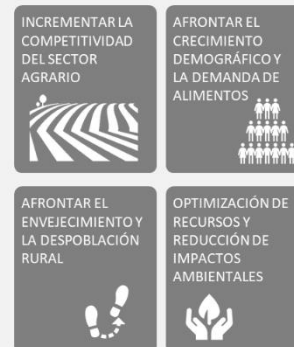 INCREMENTAR LA
COMPETITIVIDAD
DEL SECTOR
AGRARIO
AFRONTAR EL
CRECIMIENTO
DEMOGRÁFICO Y
LA DEMANDA DE
ALIMENTOS
AFRONTAR EL
ENVEJECIMIENTO Y
LA DESPOBLACIÓN
RURAL
OPTIMIZACIÓN DE
RECURSOS Y
REDUCCIÓN DE
IMPACTOS
AMBIENTALES